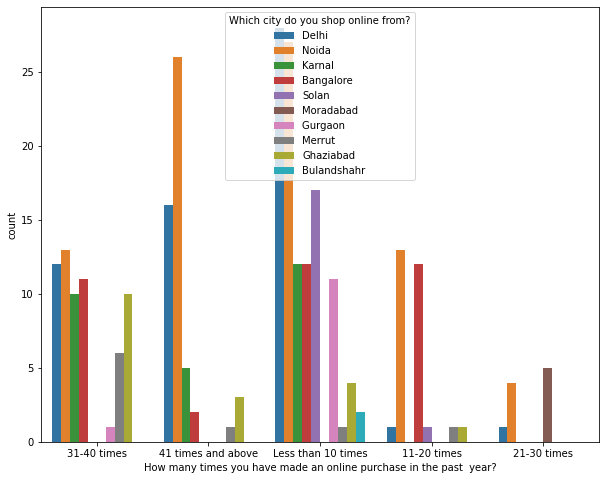 Which city do you shop online from?
Delhi
Noida
Karnal
Bangalore
Solan
Moradabad
Gurgaon
Merrut
Ghaziabad
Bulandshahr
25
20
15
10
5
0
count
31-40 times 41 times and above Less than 10 times 11-20 times 21-30 times
How many times you have made an online purchase in the past year?